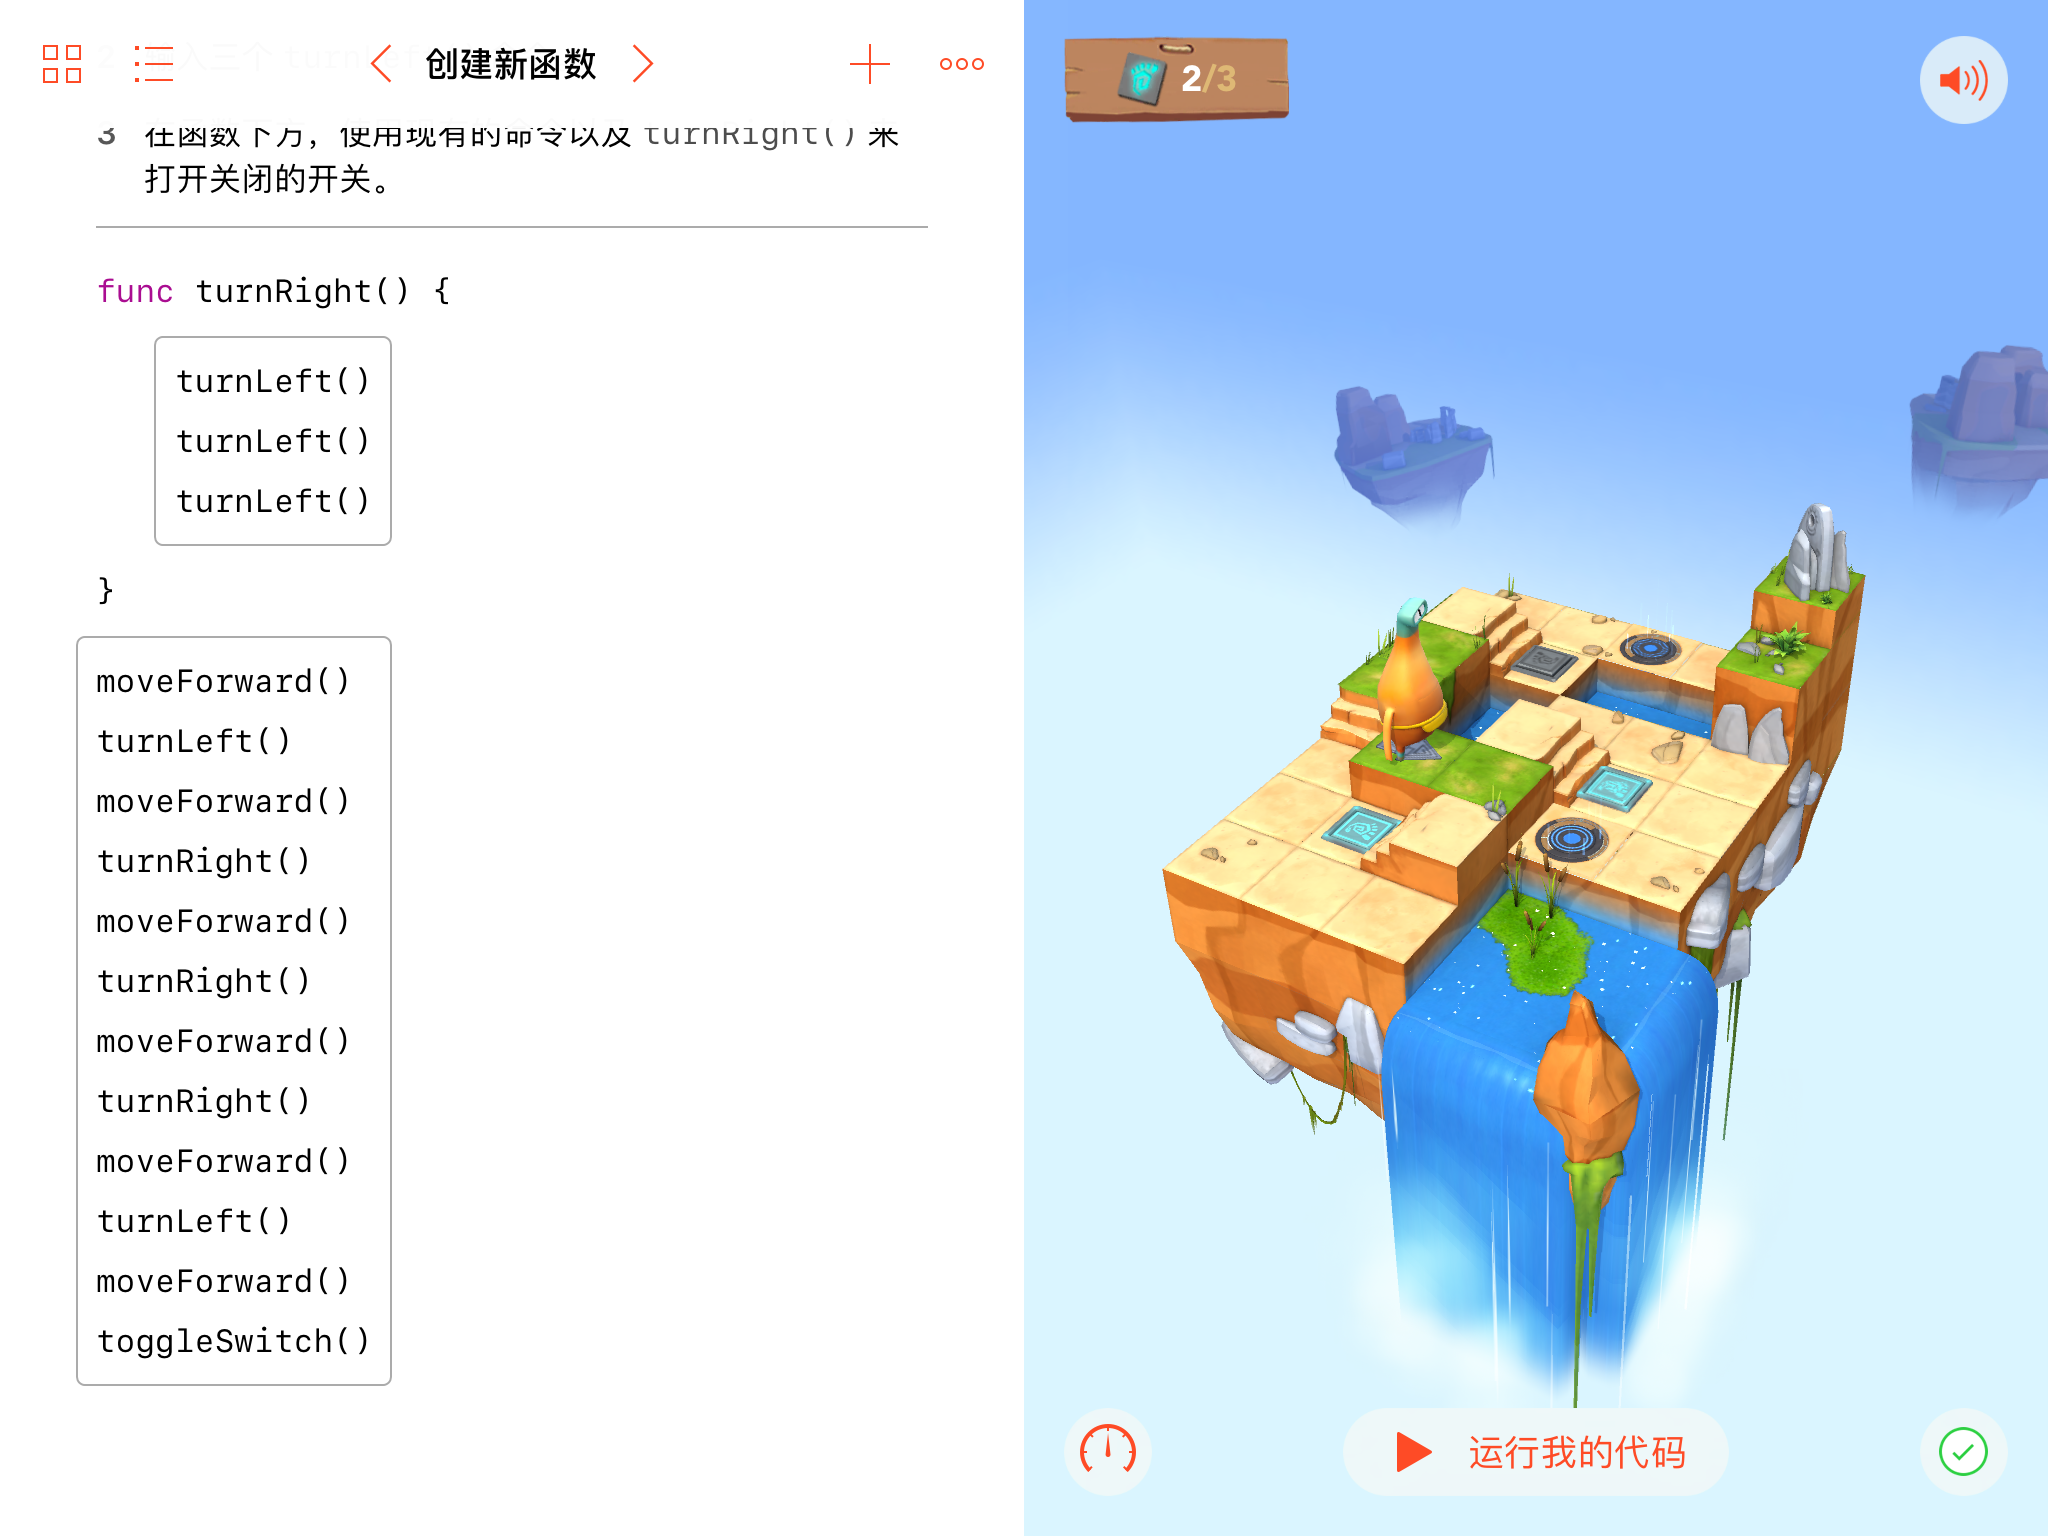 创建新函数
3 在函数下方，使用现有的命令以及 turnRight() 来
打开关闭的开关。
func turnRight() {
turnLeft()
turnLeft()
turnLeft()
}
moveForward()
turnLeft()
moveForward()
turnRight()
moveForward()
turnRight()
moveForward()
turnRight()
moveForward()
turnLeft()
moveForward()
toggleSwitch()
2/3
运行我的代码